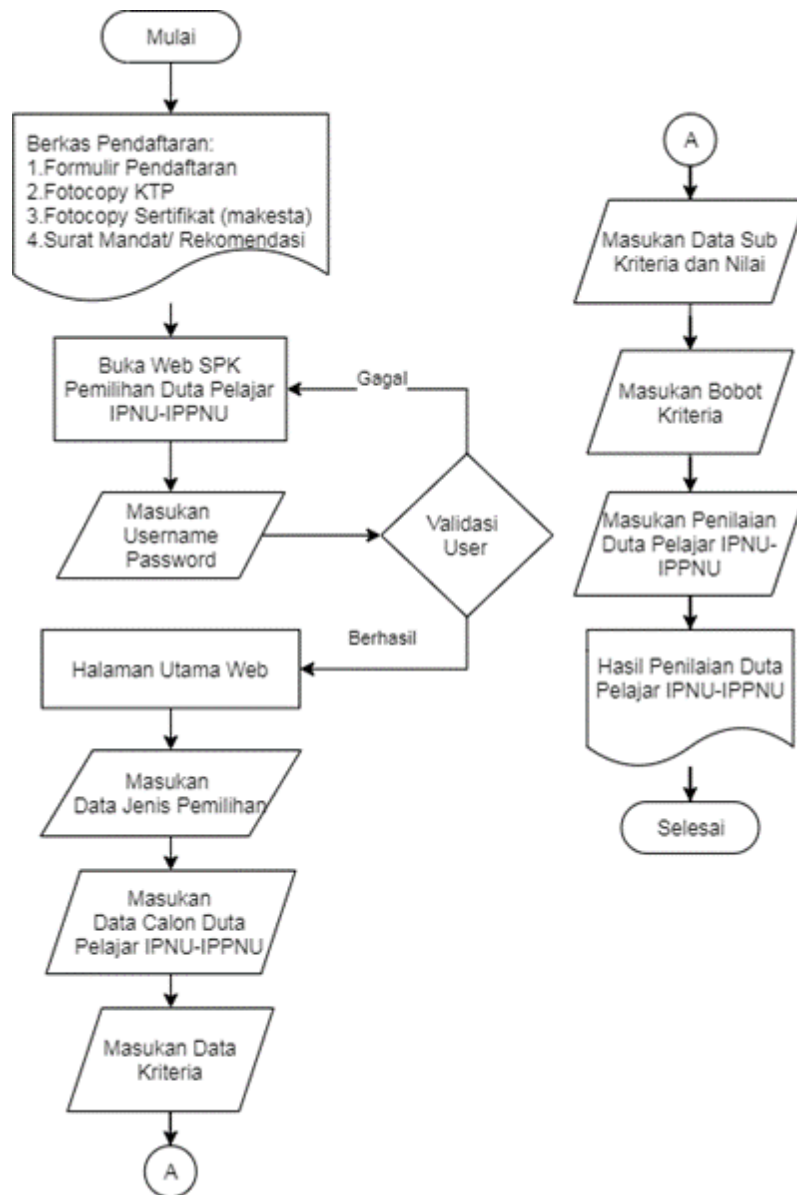 Mulai
Berkas Pendaftaran:
1.Formulir Pendaftaran
2.Fotocopy KTP
3.Fotocopy Sertifikat (makesta)
4.Surat Mandat/ Rekomendasi
Buka Web SPK
Pemilihan Duta Pelajar
IPNU-IPPNU
Gagal
Masukan
Username
Password
Validasi
User
Berhasil
Halaman Utama Web
Masukan
Data Jenis Pemilihan
Masukan
Data Calon Duta
Pelajar IPNU-IPPNU
Masukan Data
Kriteria
A
A
Masukan Data Sub
Kriteria dan Nilai
Masukan Bobot
Kriteria
Masukan Penilaian
Duta Pelajar IPNU-
IPPNU
Hasil Penilaian Duta
Pelajar IPNU-IPPNU
Selesai